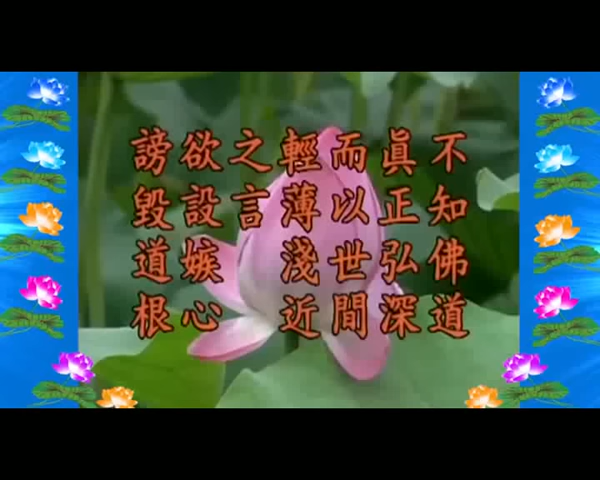 不知佛道
眞正弘深
而以世間
輕薄淺近
之言
欲設嫉心
謗毀道根